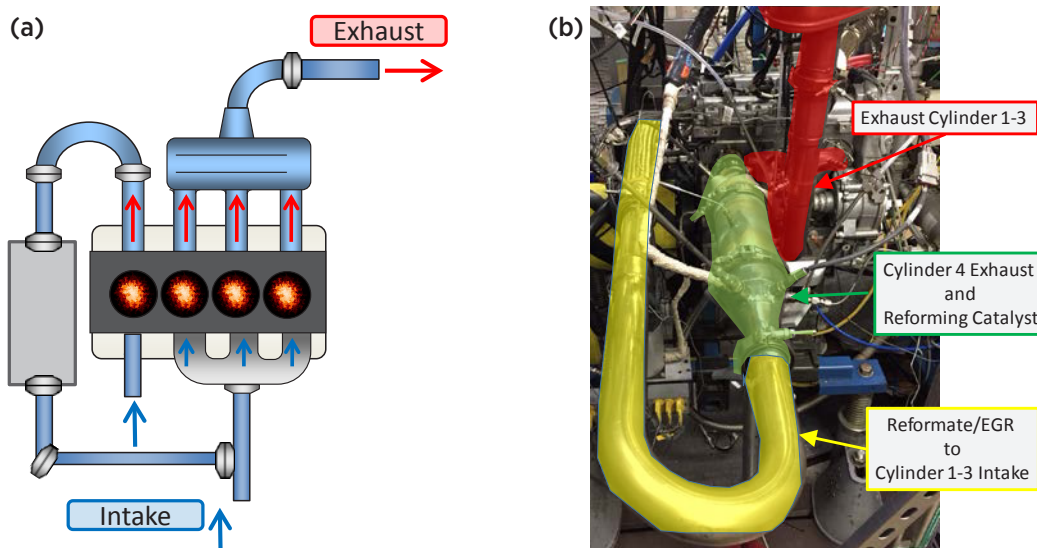 (a)
Exhaust
Intake
(b)
Exhaust Cylinder 1-3
Cylinder 4 Exhaust
and
Reforming Catalyst
Reformate/EGR
to
Cylinder 1-3 Intake